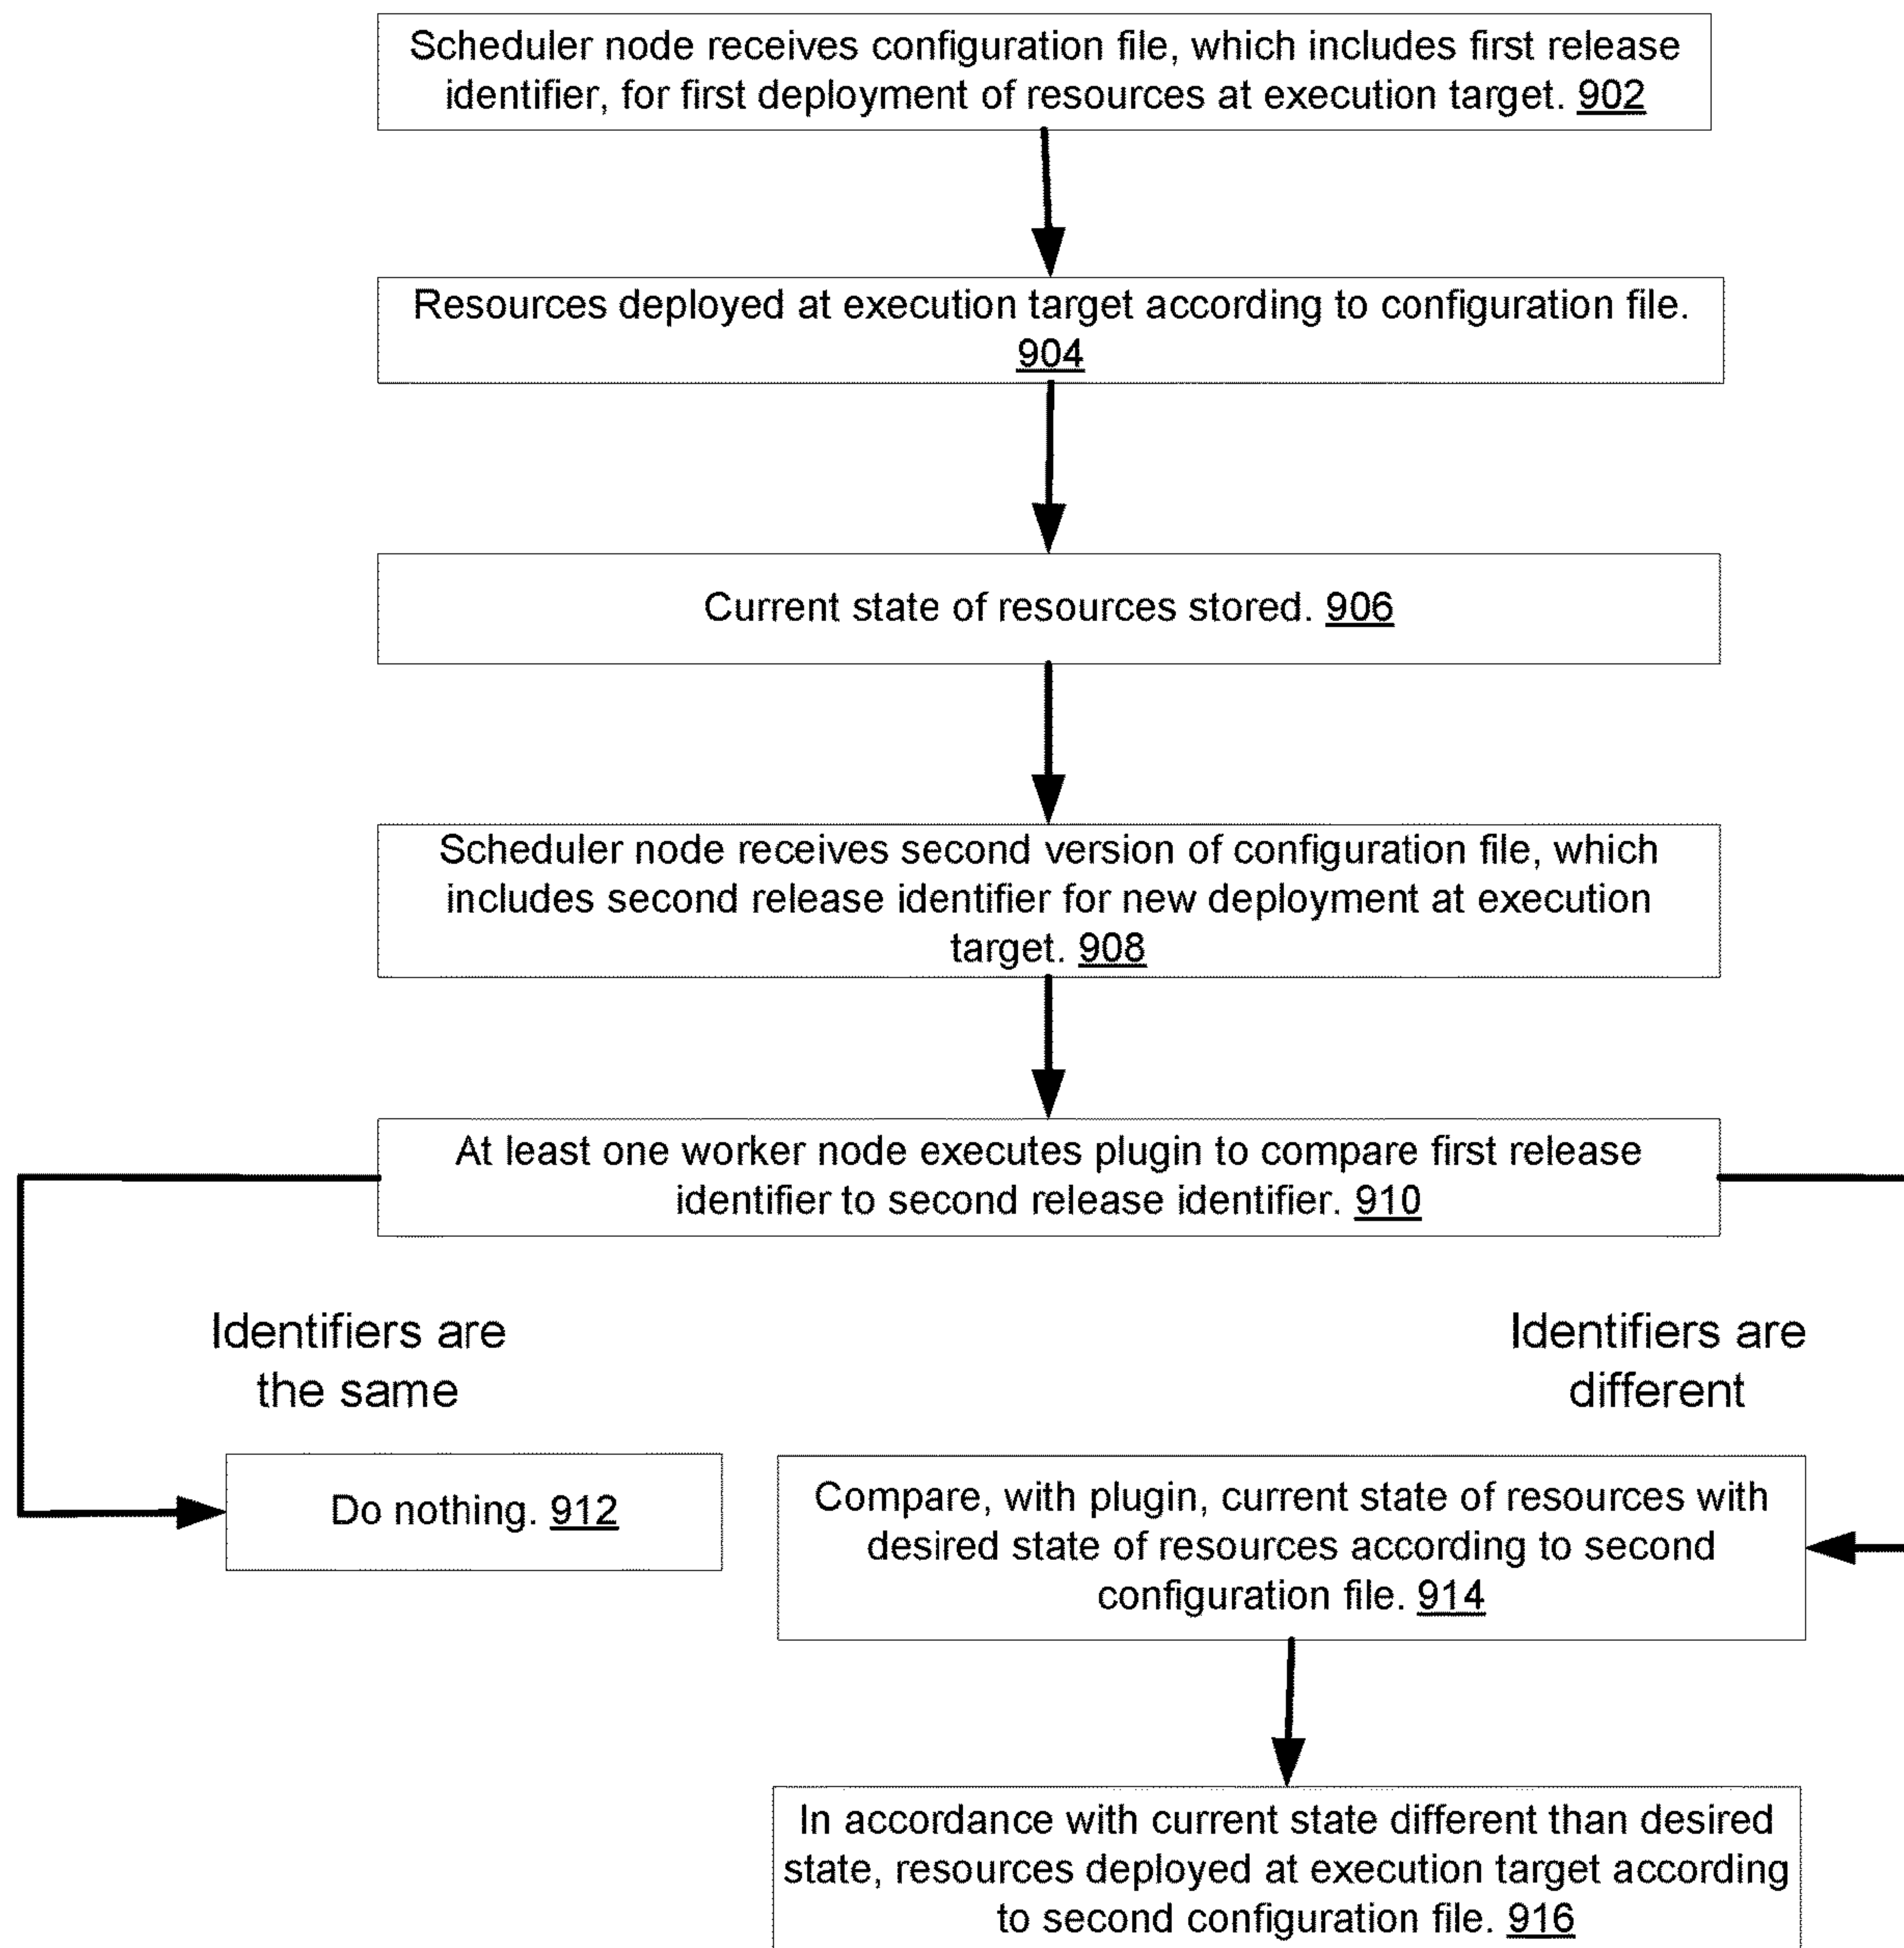 Scheduler node receives configuration file, which includes first release
identifier, for first deployment of resources at execution target. 902
Resources deployed at execution target according to configuration file.
904
Current state of resources stored. 906
Scheduler node receives second version of configuration file, which
includes second release identifier for new deployment at execution
target. 908
At least one worker node executes plugin to compare first release
identifier to second release identifier. 910
Identifiers are
the same
Identifiers are
different
Do nothing. 912
Compare, with plugin, current state of resources with
desired state of resources according to second
configuration file. 914
In accordance with current state different than desired
state, resources deployed at execution target according
to second configuration file. 916